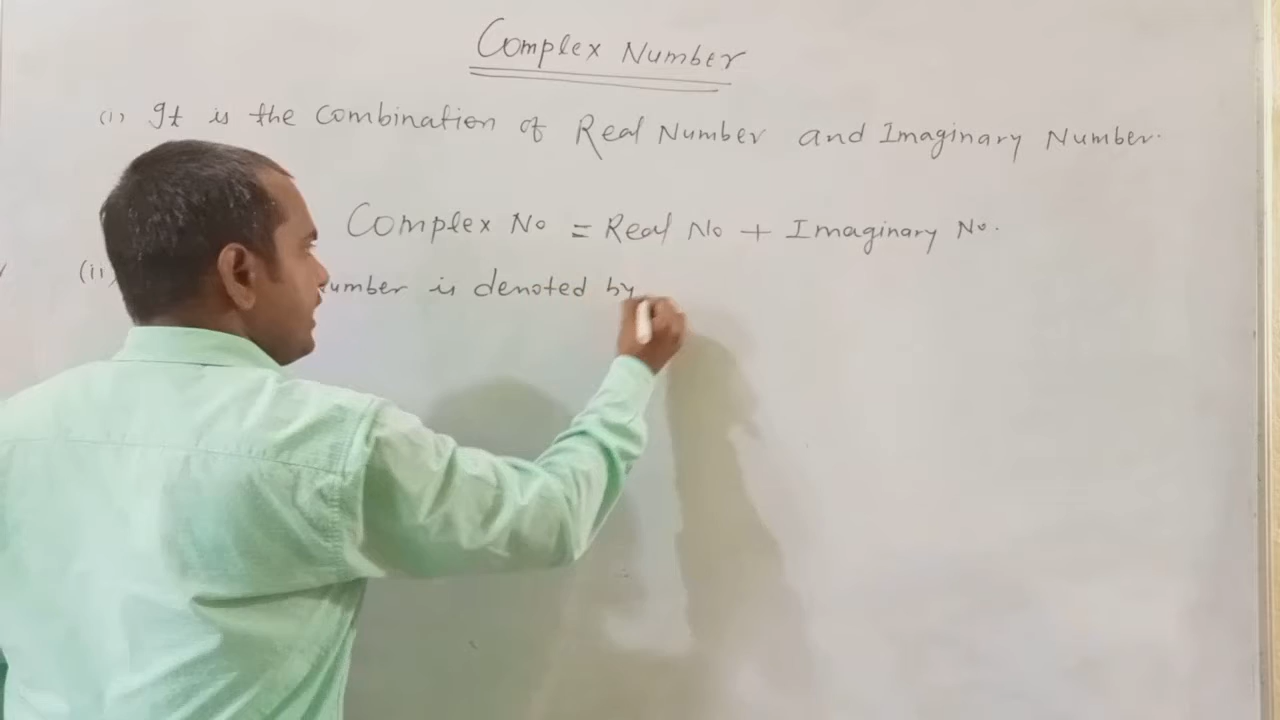 Complex Number
(i) It is the Combination of Real Number and Imaginary Number.
Complex No = Real No + Imaginary No.
(ii) umber is denoted by